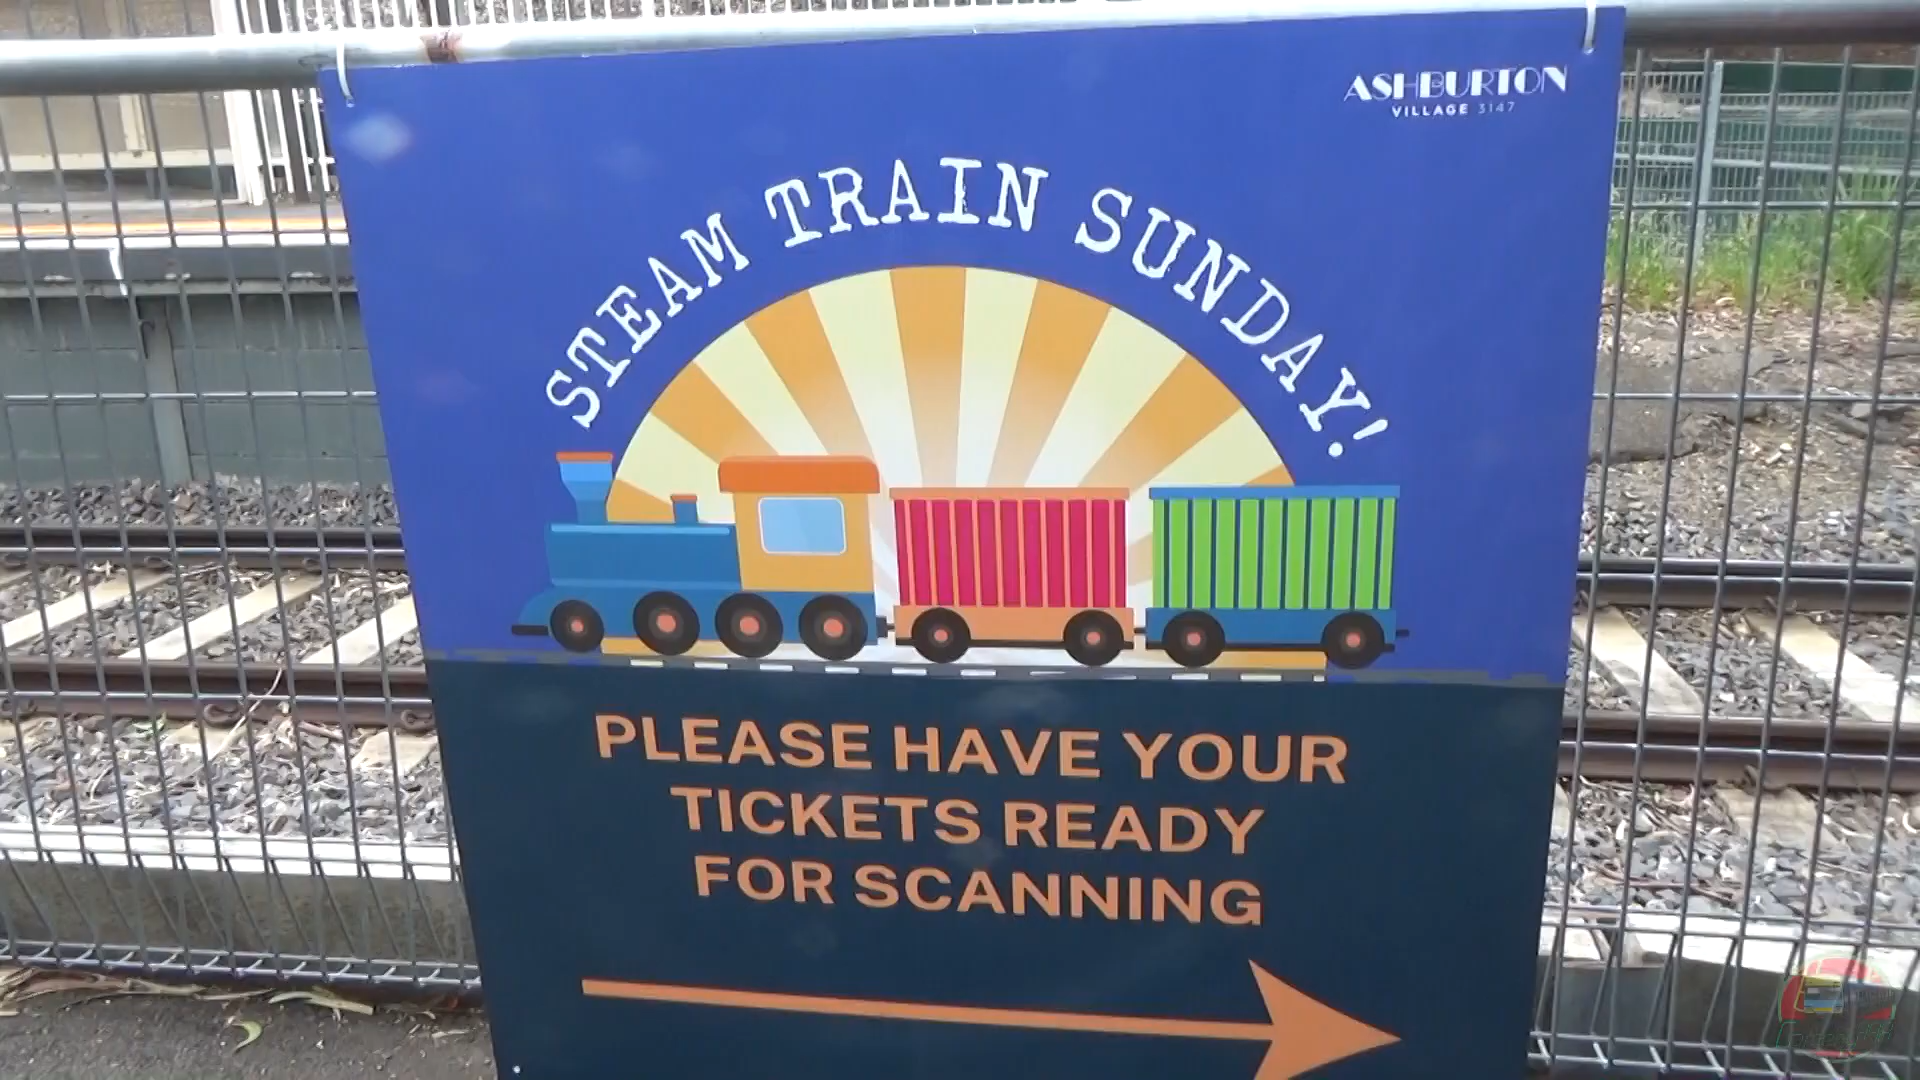 ASHBURTON
VILLAGE 3147
STEAM TRAIN SUNDAY!
PLEASE HAVE YOUR
TICKETS READY
FOR SCANNING